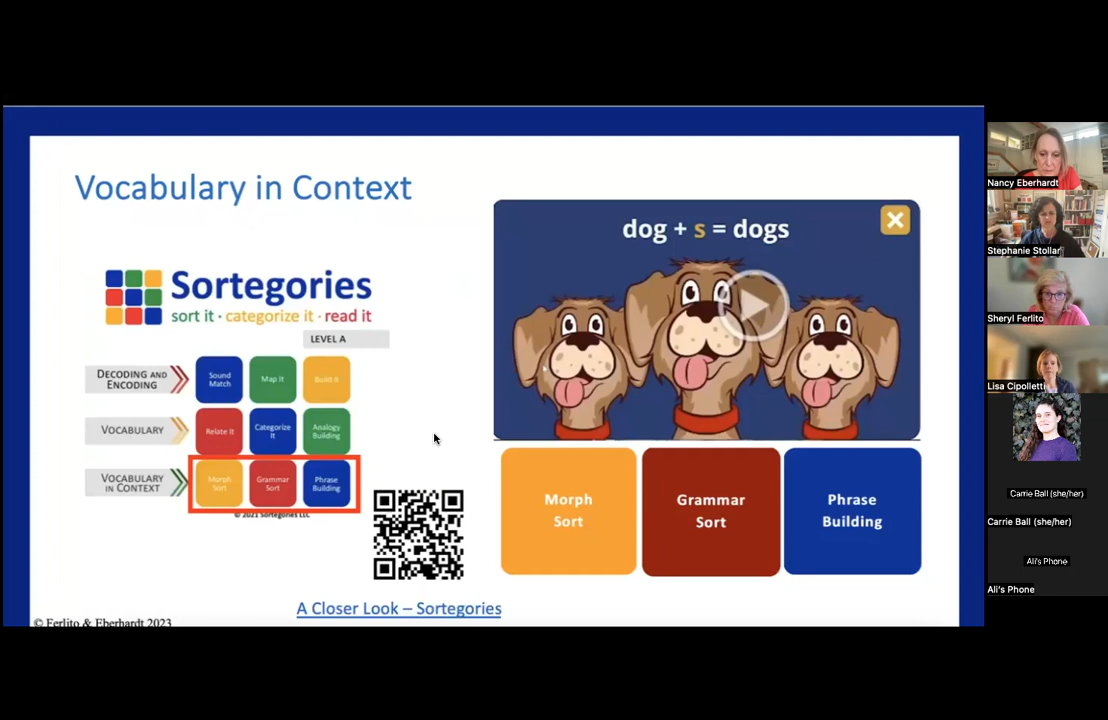 Vocabulary in Context
Sortegories
sort it · categorize it · read it
LEVEL A
DECODING AND
ENCODING
Sound
Match
Map It
Build It
VOCABULARY
Relate It
Categorize
It
Analogy
Building
VOCABULARY
IN CONTEXT
Morph
Sort
Grammar
Sort
Phrase
Building
© 2021 Sortegories LLC
dog + s = dogs
Morph
Sort
Grammar
Sort
Phrase
Building
A Closer Look – Sortegories
© Ferlito & Eberhardt 2023
Nancy Eberhardt
Stephanie Stollar
Sheryl Ferlito
Lisa Cipolletti
Carrie Ball (she/her)
Carrie Ball (she/her)
Ali's Phone
Ali's Phone